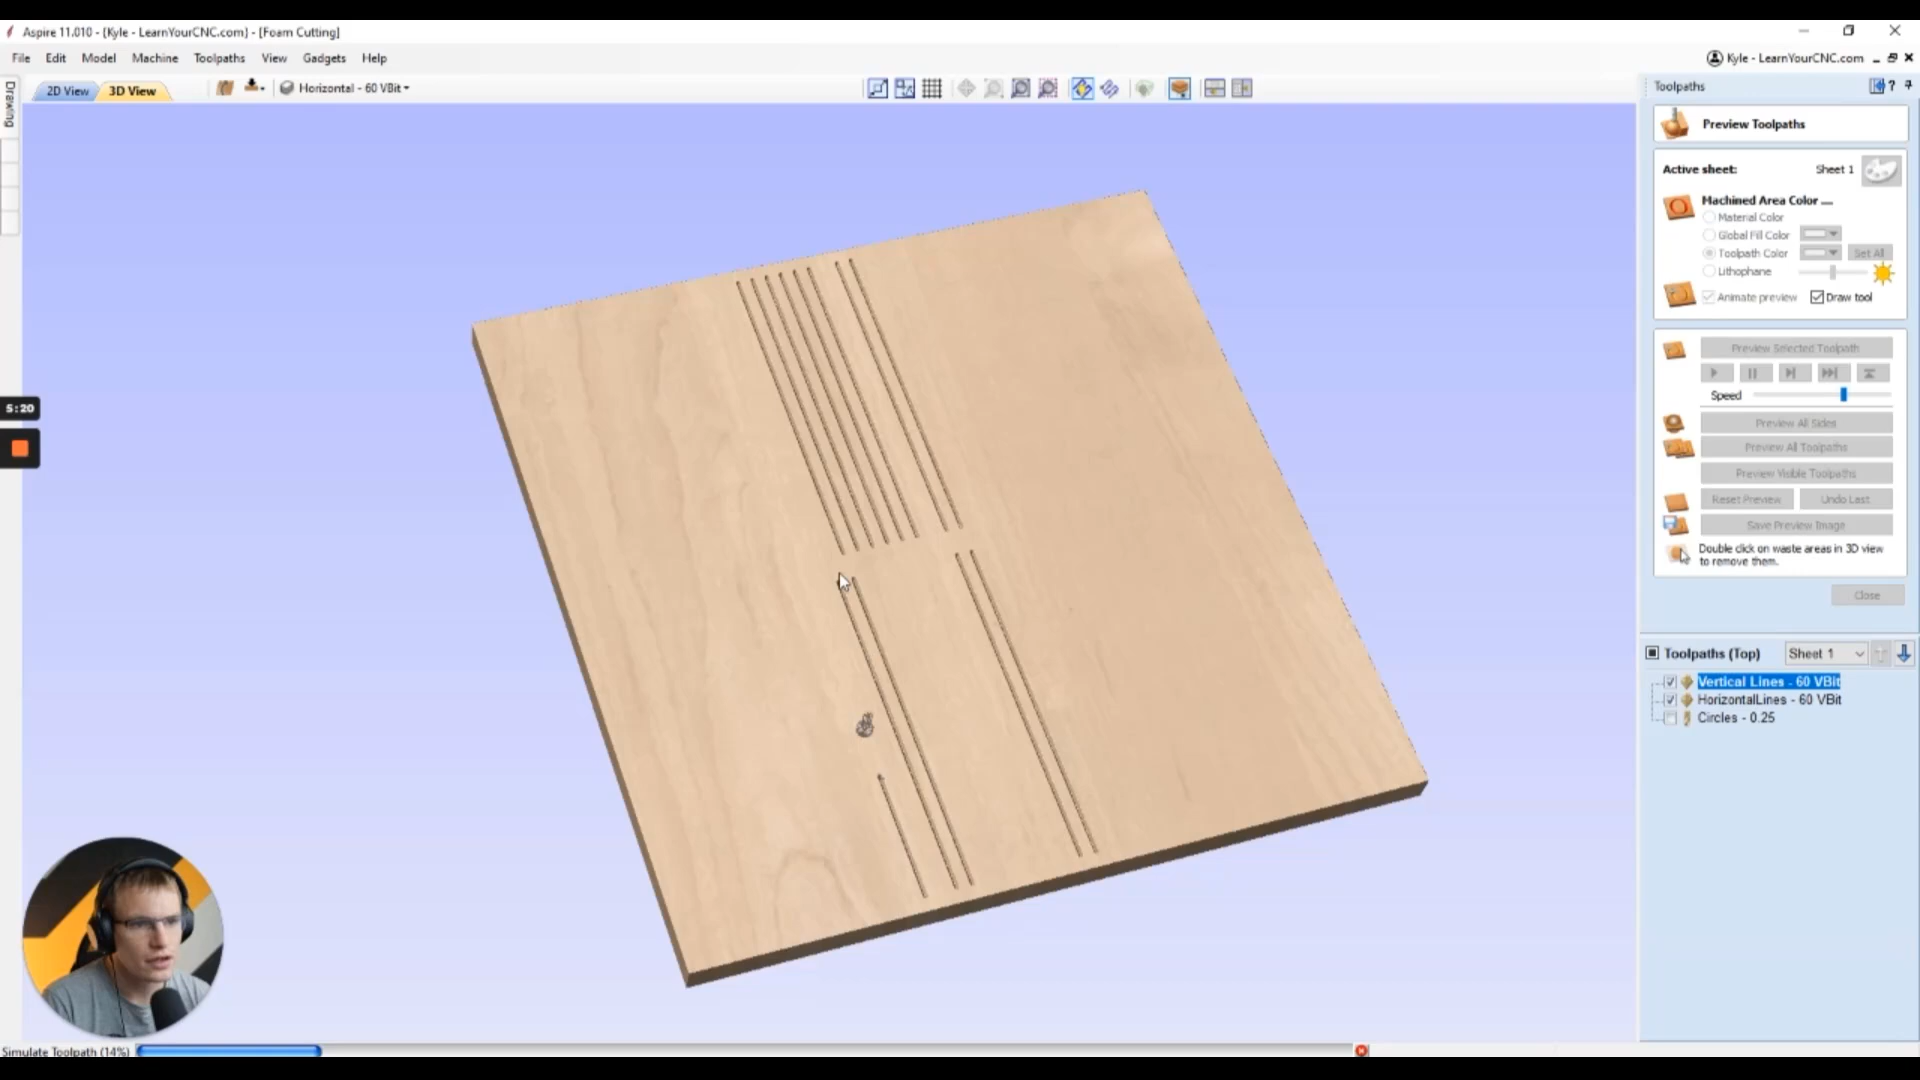 Aspire 11.010 - {Kyle - LearnYourCNC.com} - [Foam Cutting]
File Edit Model Machine Toolpaths View Gadgets Help
Kyle - LearnYourCNC.com
Drawing
2D View
3D View
Horizontal - 60 VBit
Toolpaths
?
Preview Toolpaths
Active sheet: Sheet 1
Machined Area Color ...
Material Color
Global Fill Color
Toolpath Color
Set All
Lithophane
Animate preview
Draw tool
Preview Selected Toolpath
Speed
Preview All Sides
Preview All Toolpaths
Preview Visible Toolpaths
Reset Preview
Undo Last
Save Preview Image
Double click on waste areas in 3D view
to remove them.
Close
5:20
Toolpaths (Top)
Sheet 1
Vertical Lines - 60 VBit
HorizontalLines - 60 VBit
Circles - 0.25
Simulate Toolpath (14%)